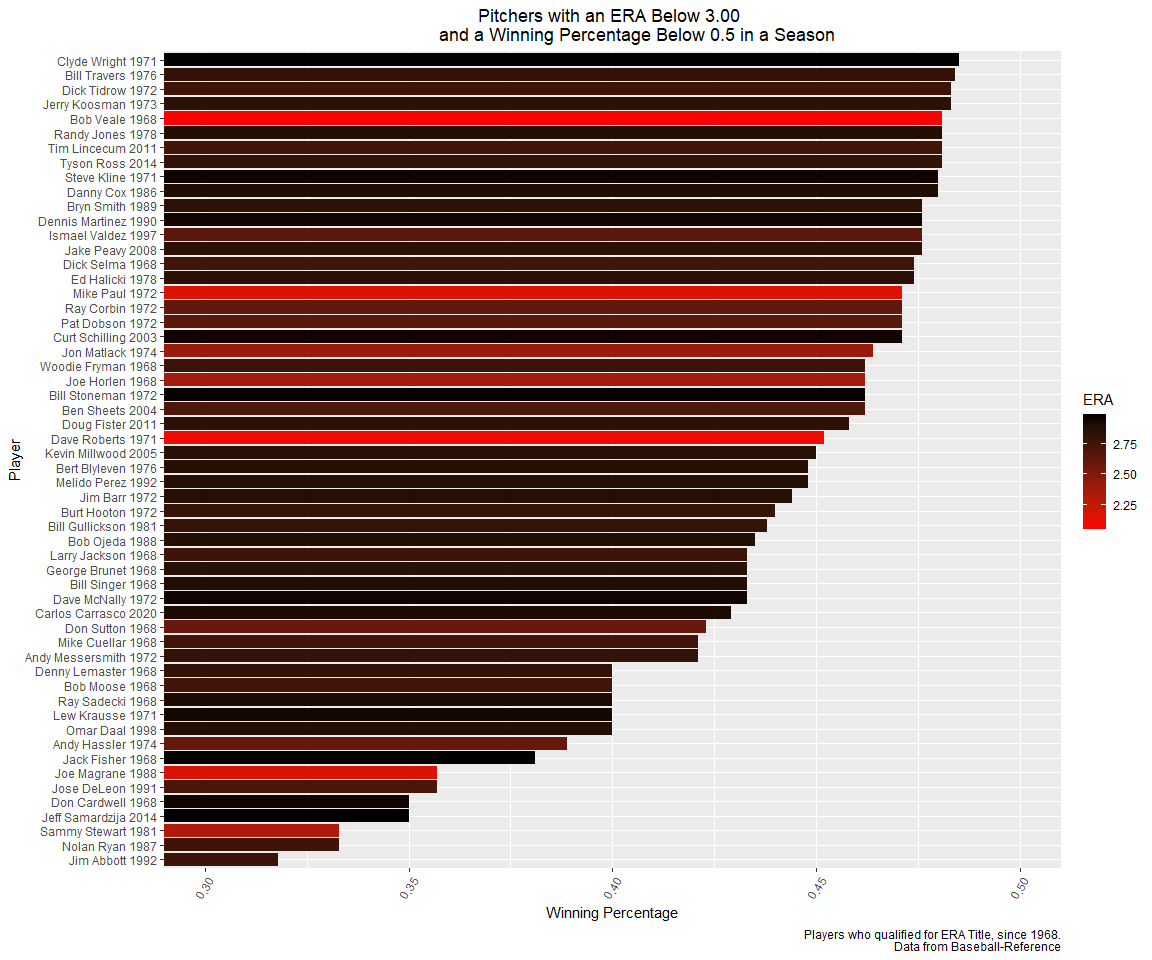 Pitchers with an ERA Below 3.00
and a Winning Percentage Below 0.5 in a Season
Player
Clyde Wright 1971
Bill Travers 1976
Dick Tidrow 1972
Jerry Koosman 1973
Bob Veale 1968
Randy Jones 1978
Tim Lincecum 2011
Tyson Ross 2014
Steve Kline 1971
Danny Cox 1986
Bryn Smith 1989
Dennis Martinez 1990
Ismael Valdez 1997
Jake Peavy 2008
Dick Selma 1968
Ed Halicki 1978
Mike Paul 1972
Ray Corbin 1972
Pat Dobson 1972
Curt Schilling 2003
Jon Matlack 1974
Woodie Fryman 1968
Joe Horlen 1968
Bill Stoneman 1972
Ben Sheets 2004
Doug Fister 2011
Dave Roberts 1971
Kevin Millwood 2005
Bert Blyleven 1976
Melido Perez 1992
Jim Barr 1972
Burt Hooton 1972
Bill Gullickson 1981
Bob Ojeda 1988
Larry Jackson 1968
George Brunet 1968
Bill Singer 1968
Dave McNally 1972
Carlos Carrasco 2020
Don Sutton 1968
Mike Cuellar 1968
Andy Messersmith 1972
Denny Lemaster 1968
Bob Moose 1968
Ray Sadecki 1968
Lew Krausse 1971
Omar Daal 1998
Andy Hassler 1974
Jack Fisher 1968
Joe Magrane 1988
Jose DeLeon 1991
Don Cardwell 1968
Jeff Samardzija 2014
Sammy Stewart 1981
Nolan Ryan 1987
Jim Abbott 1992
0.30 0.35 0.40 0.45 0.50
Winning Percentage
ERA
2.75
2.50
2.25
Players who qualified for ERA Title, since 1968.
Data from Baseball-Reference